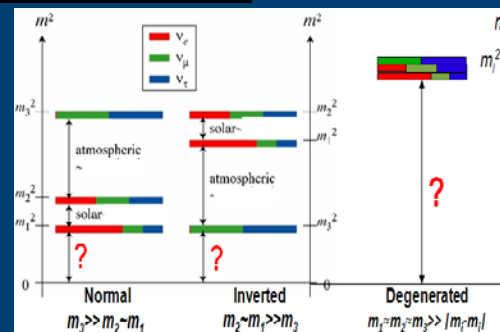 m²
m²
νe
νμ
ντ
mᵢ²
m₃²
m₂²
solar~
m₁²
atmospheric
~
atmospheric
~
m₂²
solar
m₁²
m₃²
?
?
?
0
0
Normal
Inverted
Degenerated
m₃>>m₂~m₁
m₂~m₁>>m₃
m₁≈m₂≈m₃>> |mᵢ-mⱼ|